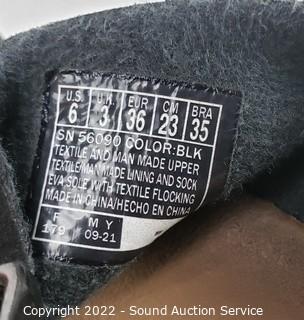 U.S. U.K. EUR CM BRA
6 3 36 23 35
SN 56090 COLOR:BLK
TEXTILE AND MAN MADE UPPER
TEXTILE/MAN MADE LINING AND SOCK
EVA SOLE WITH TEXTILE FLOCKING
MADE IN CHINA/HECHO EN CHINA
F M Y
179 09-21
Copyright © 2022 - Sound Auction Service